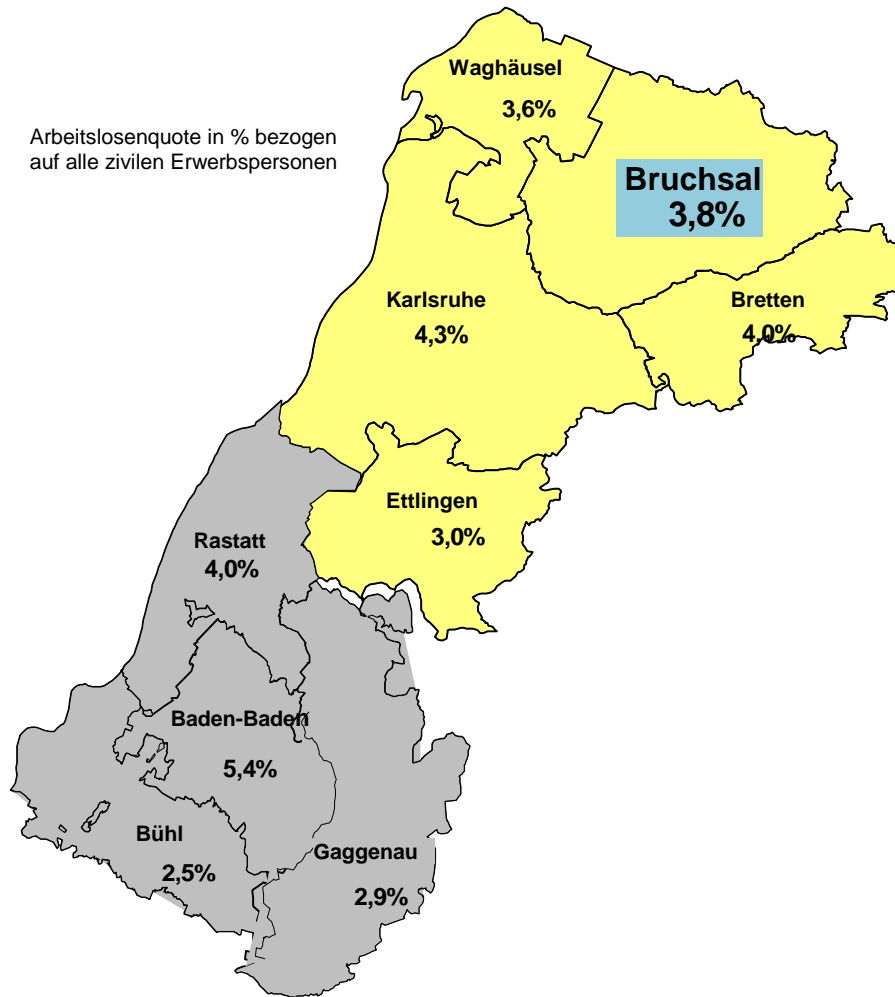 Waghäusel
3,6%
Arbeitslosenquote in % bezogen
auf alle zivilen Erwerbspersonen
Bruchsal
3,8%
Karlsruhe
4,3%
Bretten
4,0%
Ettlingen
3,0%
Rastatt
4,0%
Baden-Baden
5,4%
Bühl
2,5%
Gaggenau
2,9%